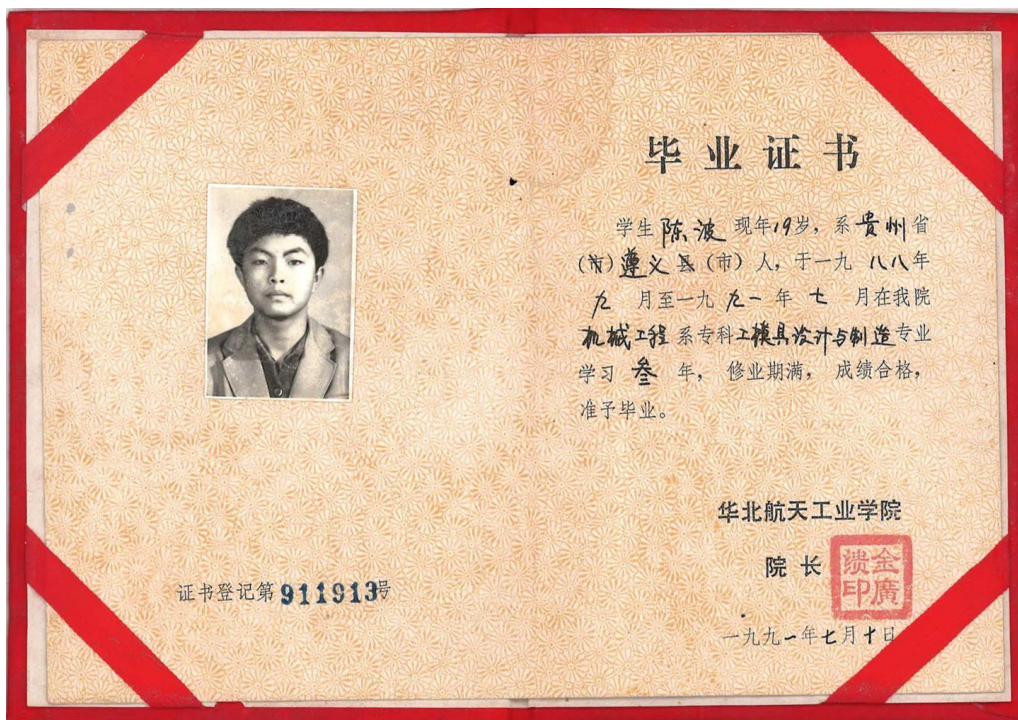 毕业证书
学生陈波现年19岁，系贵州省
（市）遵义县（市）人，于一九八八年
九月至一九九一年七月在我院
机械工程系专科工模具设计与制造专业
学习叁年，修业期满，成绩合格，
准予毕业。
华北航天工业学院
院长
金廣
馈印
一九九一年七月十日
证书登记第911913号